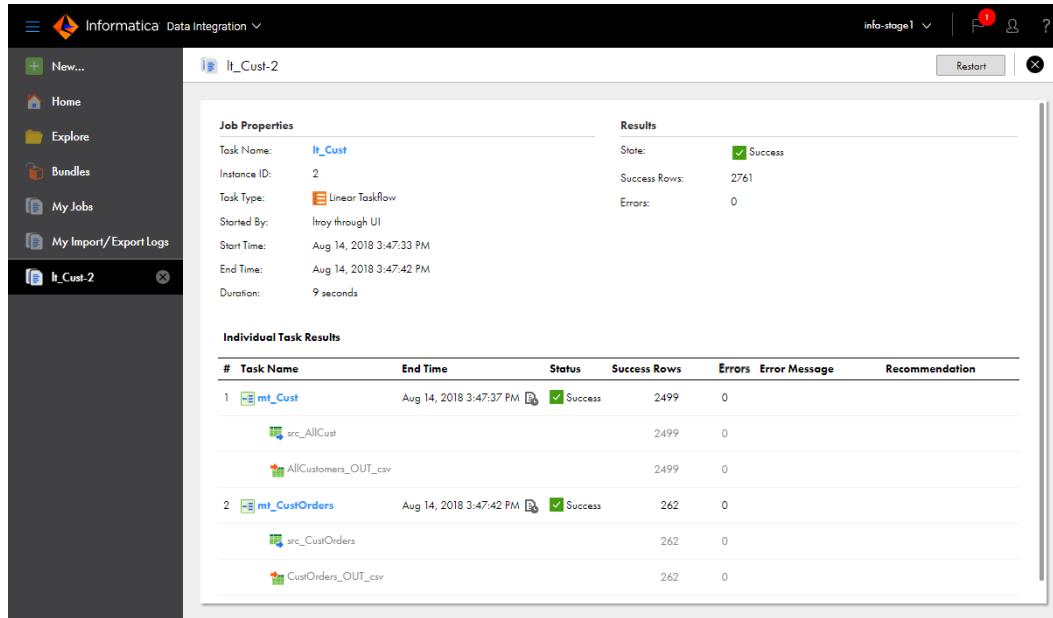 Informatica Data Integration
infa-stage1
1
?
New...
Home
Explore
Bundles
My Jobs
My Import/Export Logs
lt_Cust-2
lt_Cust-2
Restart
Job Properties
Task Name: lt_Cust
Instance ID: 2
Task Type: Linear Taskflow
Started By: ltroy through UI
Start Time: Aug 14, 2018 3:47:33 PM
End Time: Aug 14, 2018 3:47:42 PM
Duration: 9 seconds
Results
State: Success
Success Rows: 2761
Errors: 0
Individual Task Results
# Task Name End Time Status Success Rows Errors Error Message Recommendation
1 mt_Cust Aug 14, 2018 3:47:37 PM Success 2499 0
src_AllCust 2499 0
AllCustomers_OUT_csv 2499 0
2 mt_CustOrders Aug 14, 2018 3:47:42 PM Success 262 0
src_CustOrders 262 0
CustOrders_OUT_csv 262 0